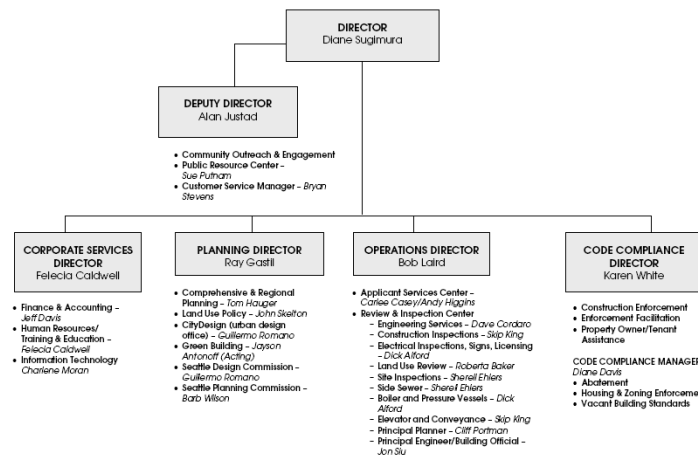 DIRECTOR
Diane Sugimura
DEPUTY DIRECTOR
Alan Justad
• Community Outreach & Engagement
• Public Resource Center –
Sue Putnam
• Customer Service Manager – Bryan
Stevens
CORPORATE SERVICES
DIRECTOR
Felecia Caldwell
• Finance & Accounting –
Jeff Davis
• Human Resources/
Training & Education –
Felecia Caldwell
• Information Technology
Charlene Moran
PLANNING DIRECTOR
Ray Gastil
• Comprehensive & Regional
Planning – Tom Hauger
• Land Use Policy – John Skelton
• CityDesign (urban design
office) – Guillermo Romano
• Green Building – Jayson
Antonoff (Acting)
• Seattle Design Commission –
Guillermo Romano
• Seattle Planning Commission –
Barb Wilson
OPERATIONS DIRECTOR
Bob Laird
• Applicant Services Center –
Carlee Casey/Andy Higgins
• Review & Inspection Center
– Engineering Services – Dave Cordaro
– Construction Inspections – Skip King
– Electrical Inspections, Signs, Licensing
– Dick Alford
– Land Use Review – Roberta Baker
– Site Inspections – Sherell Ehlers
– Side Sewer – Sherell Ehlers
– Boiler and Pressure Vessels – Dick
Alford
– Elevator and Conveyance – Skip King
– Principal Planner – Cliff Portman
– Principal Engineer/Building Official –
Jon Siu
CODE COMPLIANCE
DIRECTOR
Karen White
• Construction Enforcement
• Enforcement Facilitation
• Property Owner/Tenant
Assistance
CODE COMPLIANCE MANAGER
Diane Davis
• Abatement
• Housing & Zoning Enforceme
• Vacant Building Standards